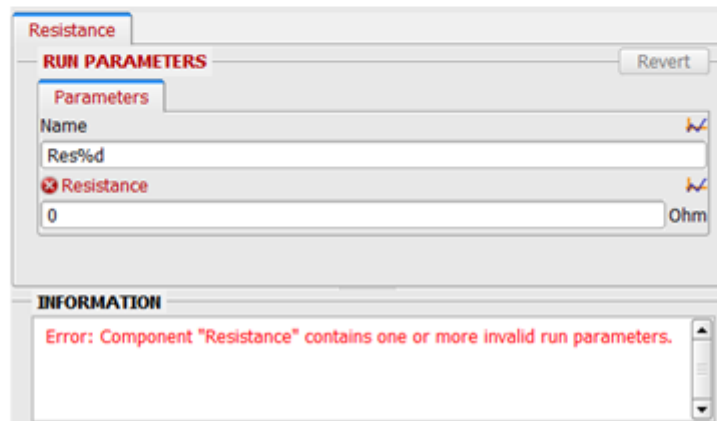 Resistance
RUN PARAMETERS
Revert
Parameters
Name
Res%d
Resistance
0
Ohm
INFORMATION
Error: Component "Resistance" contains one or more invalid run parameters.